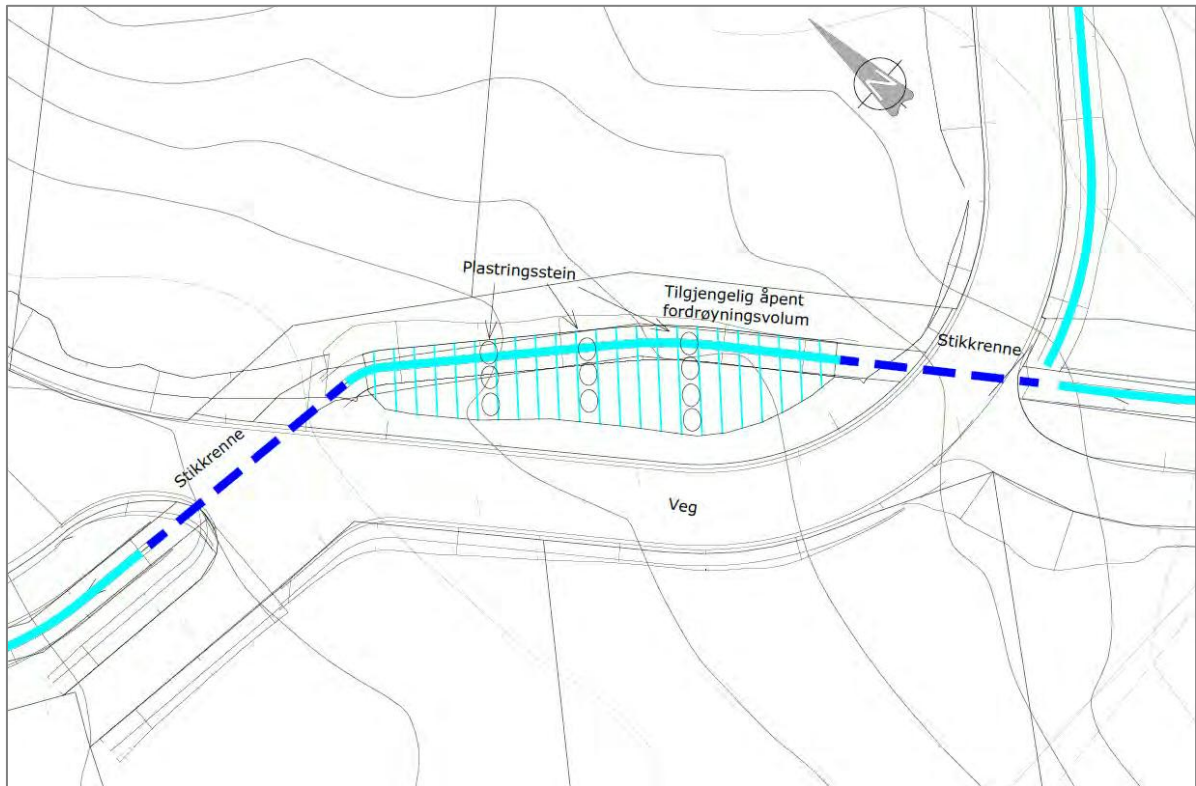 N
Plastringsstein
Tilgjengelig åpent
fordrøyningsvolum
Stikkrenne
Stikkrenne
Veg